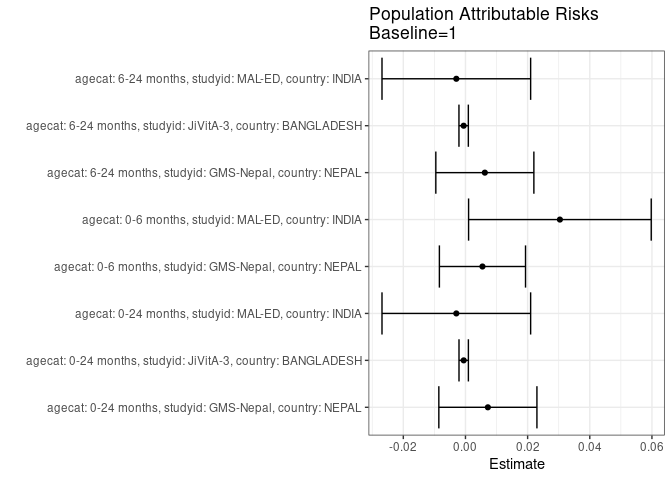 Population Attributable Risks
Baseline=1
agecat: 6-24 months, studyid: MAL-ED, country: INDIA
agecat: 6-24 months, studyid: JiVitA-3, country: BANGLADESH
agecat: 6-24 months, studyid: GMS-Nepal, country: NEPAL
agecat: 0-6 months, studyid: MAL-ED, country: INDIA
agecat: 0-6 months, studyid: GMS-Nepal, country: NEPAL
agecat: 0-24 months, studyid: MAL-ED, country: INDIA
agecat: 0-24 months, studyid: JiVitA-3, country: BANGLADESH
agecat: 0-24 months, studyid: GMS-Nepal, country: NEPAL
-0.02 0.00 0.02 0.04 0.06
Estimate